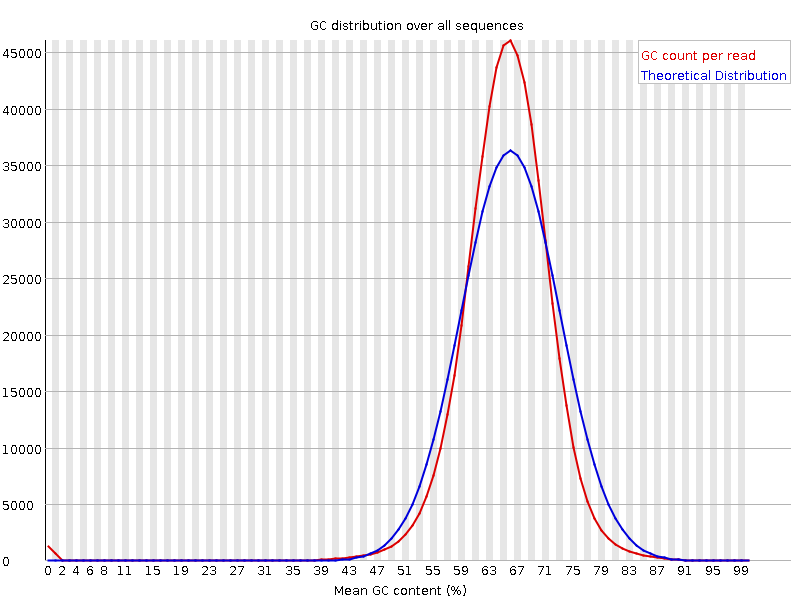 GC distribution over all sequences
GC count per read
Theoretical Distribution
45000
40000
35000
30000
25000
20000
15000
10000
5000
0
0 2 4 6 8 11 15 19 23 27 31 35 39 43 47 51 55 59 63 67 71 75 79 83 87 91 95 99
Mean GC content (%)